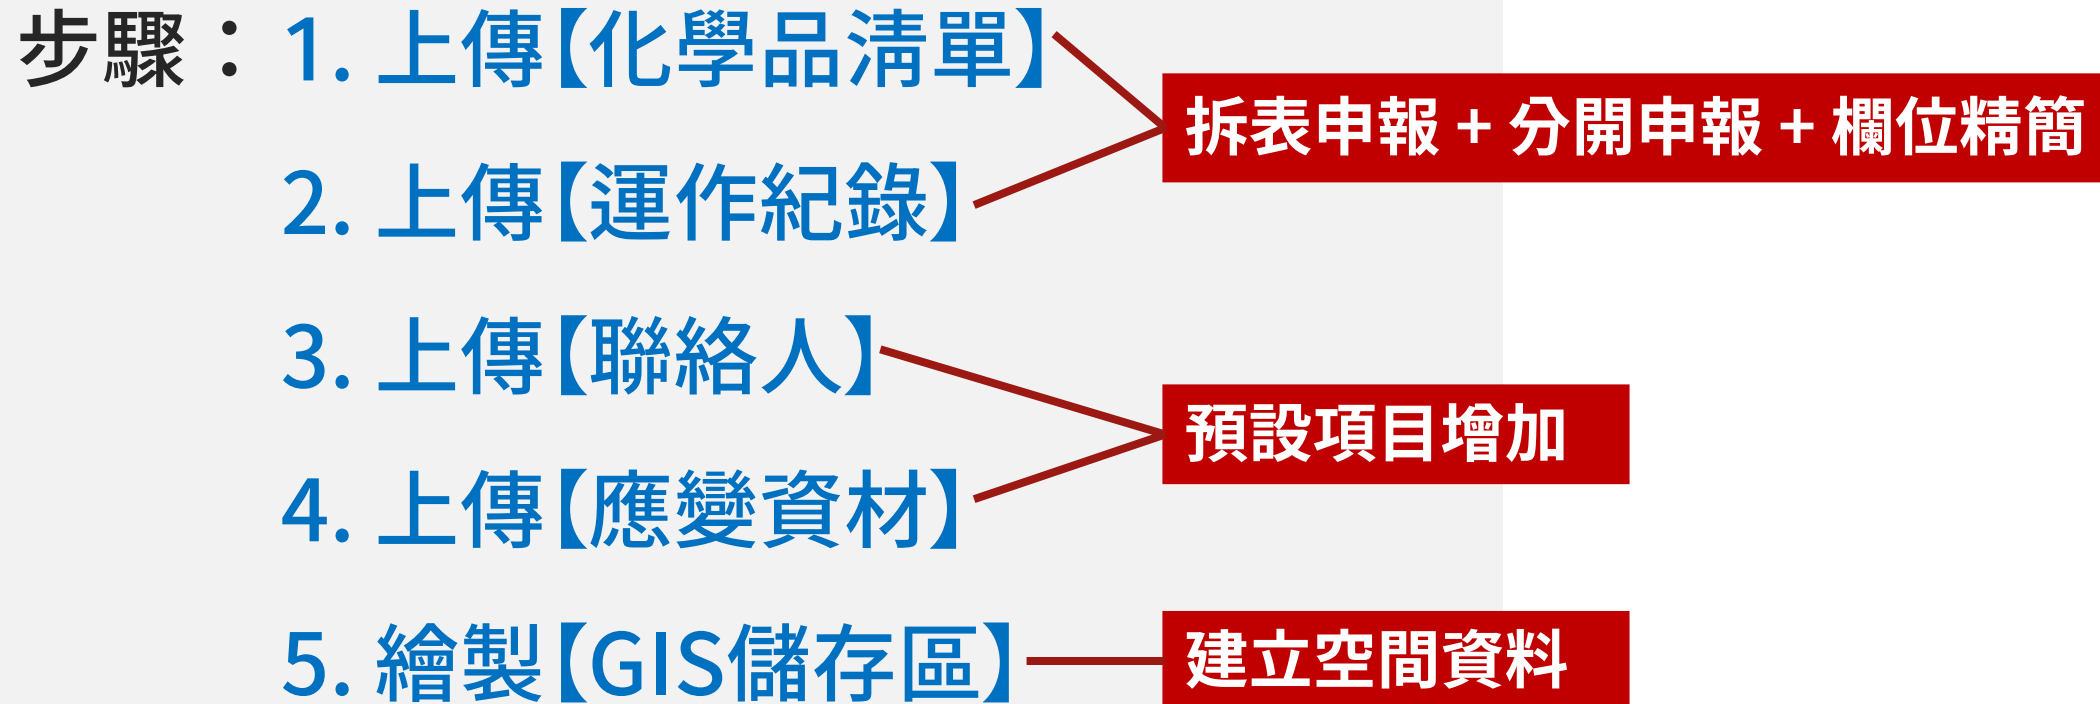 步驟：1. 上傳【化學品清單】
拆表申報 + 分開申報 + 欄位精簡
2. 上傳【運作紀錄】
3. 上傳【聯絡人】
預設項目增加
4. 上傳【應變資材】
5. 繪製【GIS儲存區】
建立空間資料